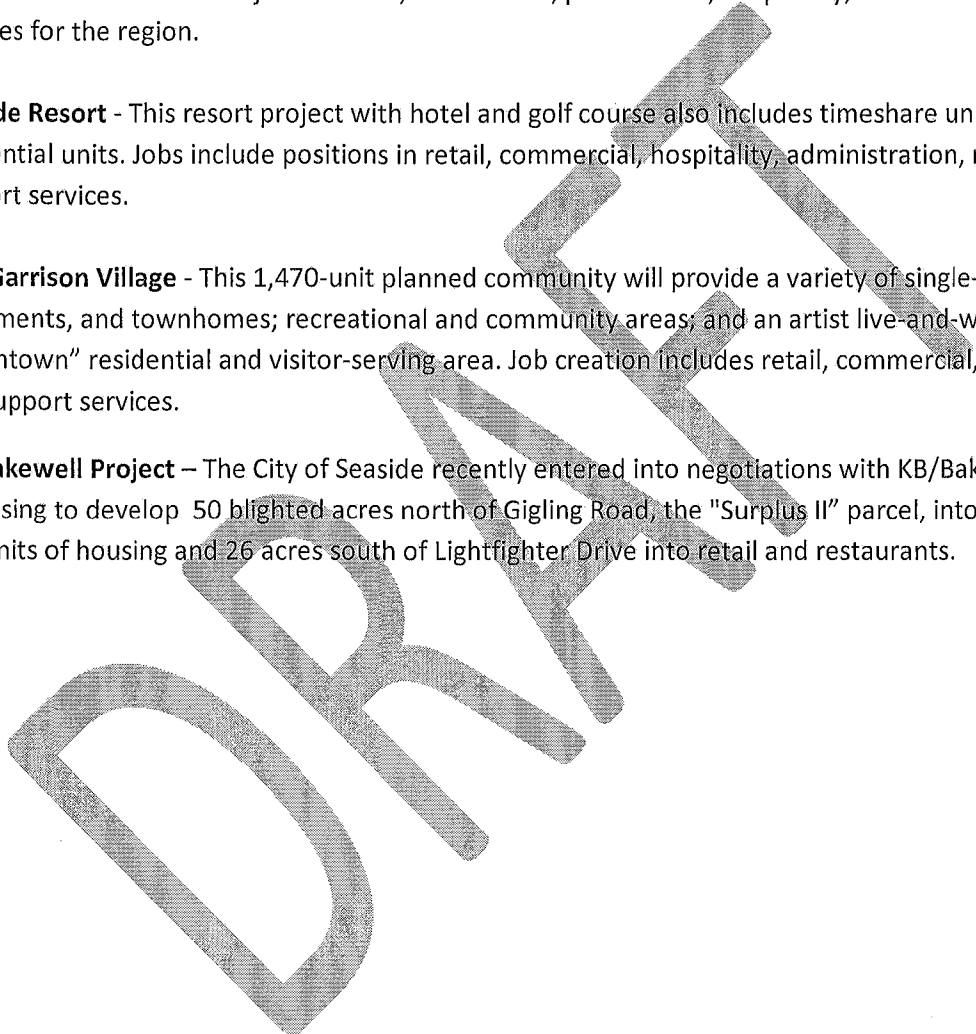 es for the region.
de Resort - This resort project with hotel and golf course also includes timeshare un
ential units. Jobs include positions in retail, commercial, hospitality, administration,
rt services.
Garrison Village - This 1,470-unit planned community will provide a variety of single-
ments, and townhomes; recreational and community areas; and an artist live-and-w
ntown” residential and visitor-serving area. Job creation includes retail, commercial,
upport services.
akewell Project – The City of Seaside recently entered into negotiations with KB/Bak
sing to develop 50 blighted acres north of Gigling Road, the "Surplus II” parcel, into
nits of housing and 26 acres south of Lightfighter Drive into retail and restaurants.
DRAFT